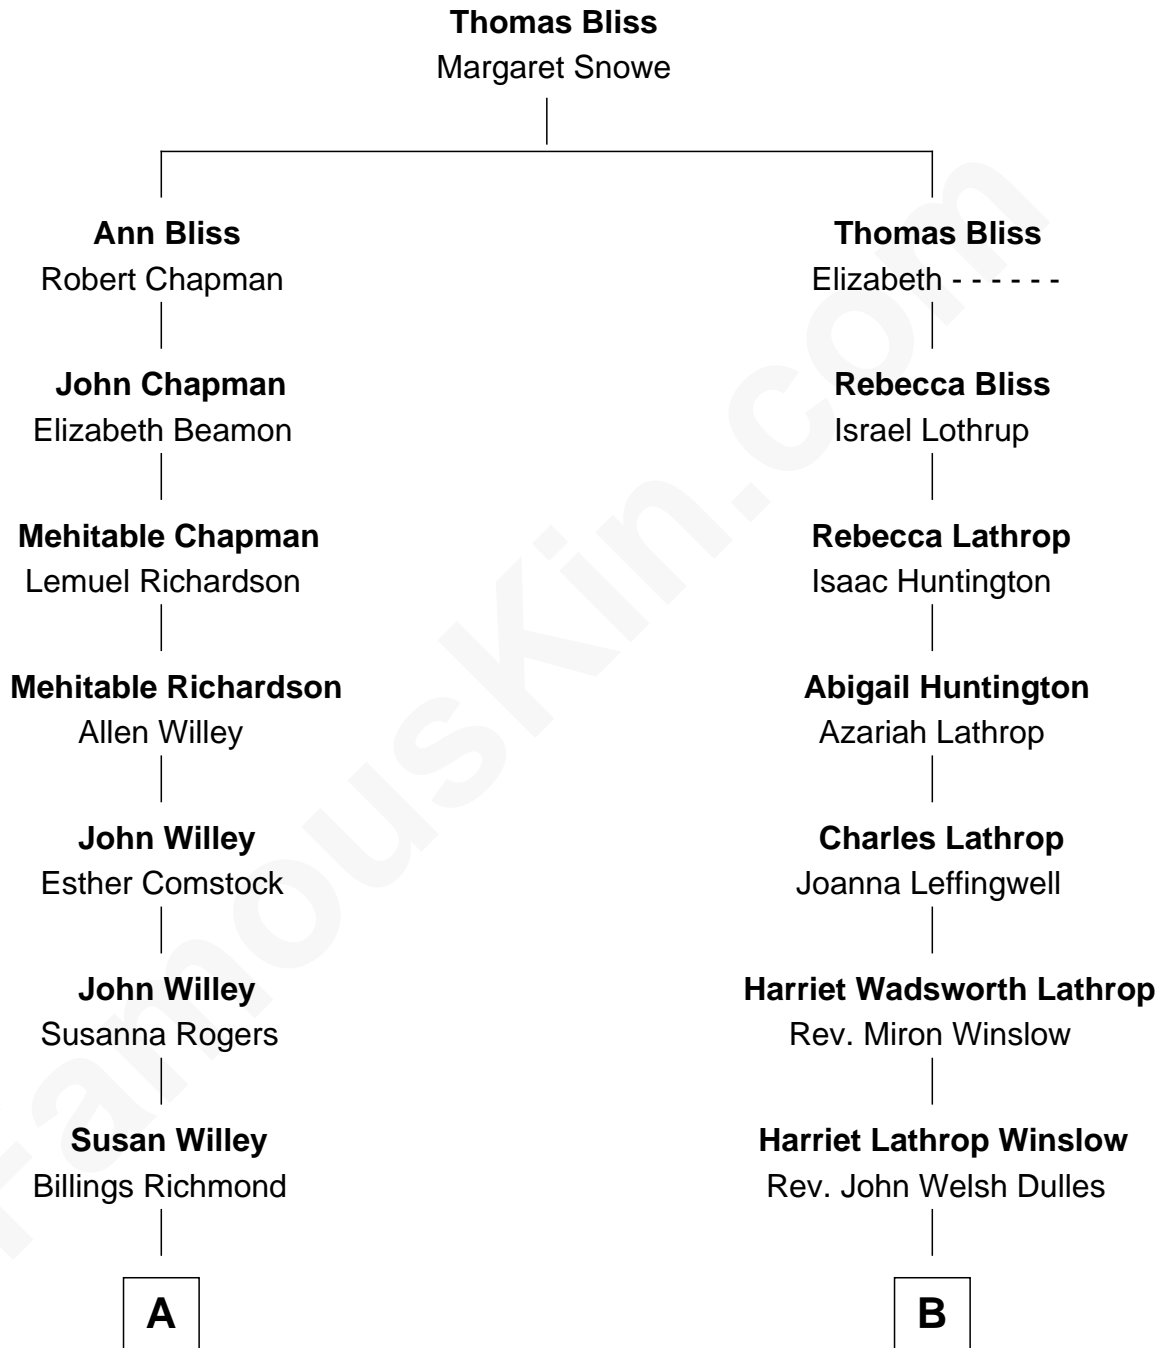 Thomas Bliss
Margaret Snowe
Ann Bliss
Robert Chapman
John Chapman
Elizabeth Beamon
Mehitable Chapman
Lemuel Richardson
Mehitable Richardson
Allen Willey
John Willey
Esther Comstock
John Willey
Susanna Rogers
Susan Willey
Billings Richmond
A
Thomas Bliss
Elizabeth - - - - - -
Rebecca Bliss
Israel Lothrup
Rebecca Lathrop
Isaac Huntington
Abigail Huntington
Azariah Lathrop
Charles Lathrop
Joanna Leffingwell
Harriet Wadsworth Lathrop
Rev. Miron Winslow
Harriet Lathrop Winslow
Rev. John Welsh Dulles
B
FamousKin.com